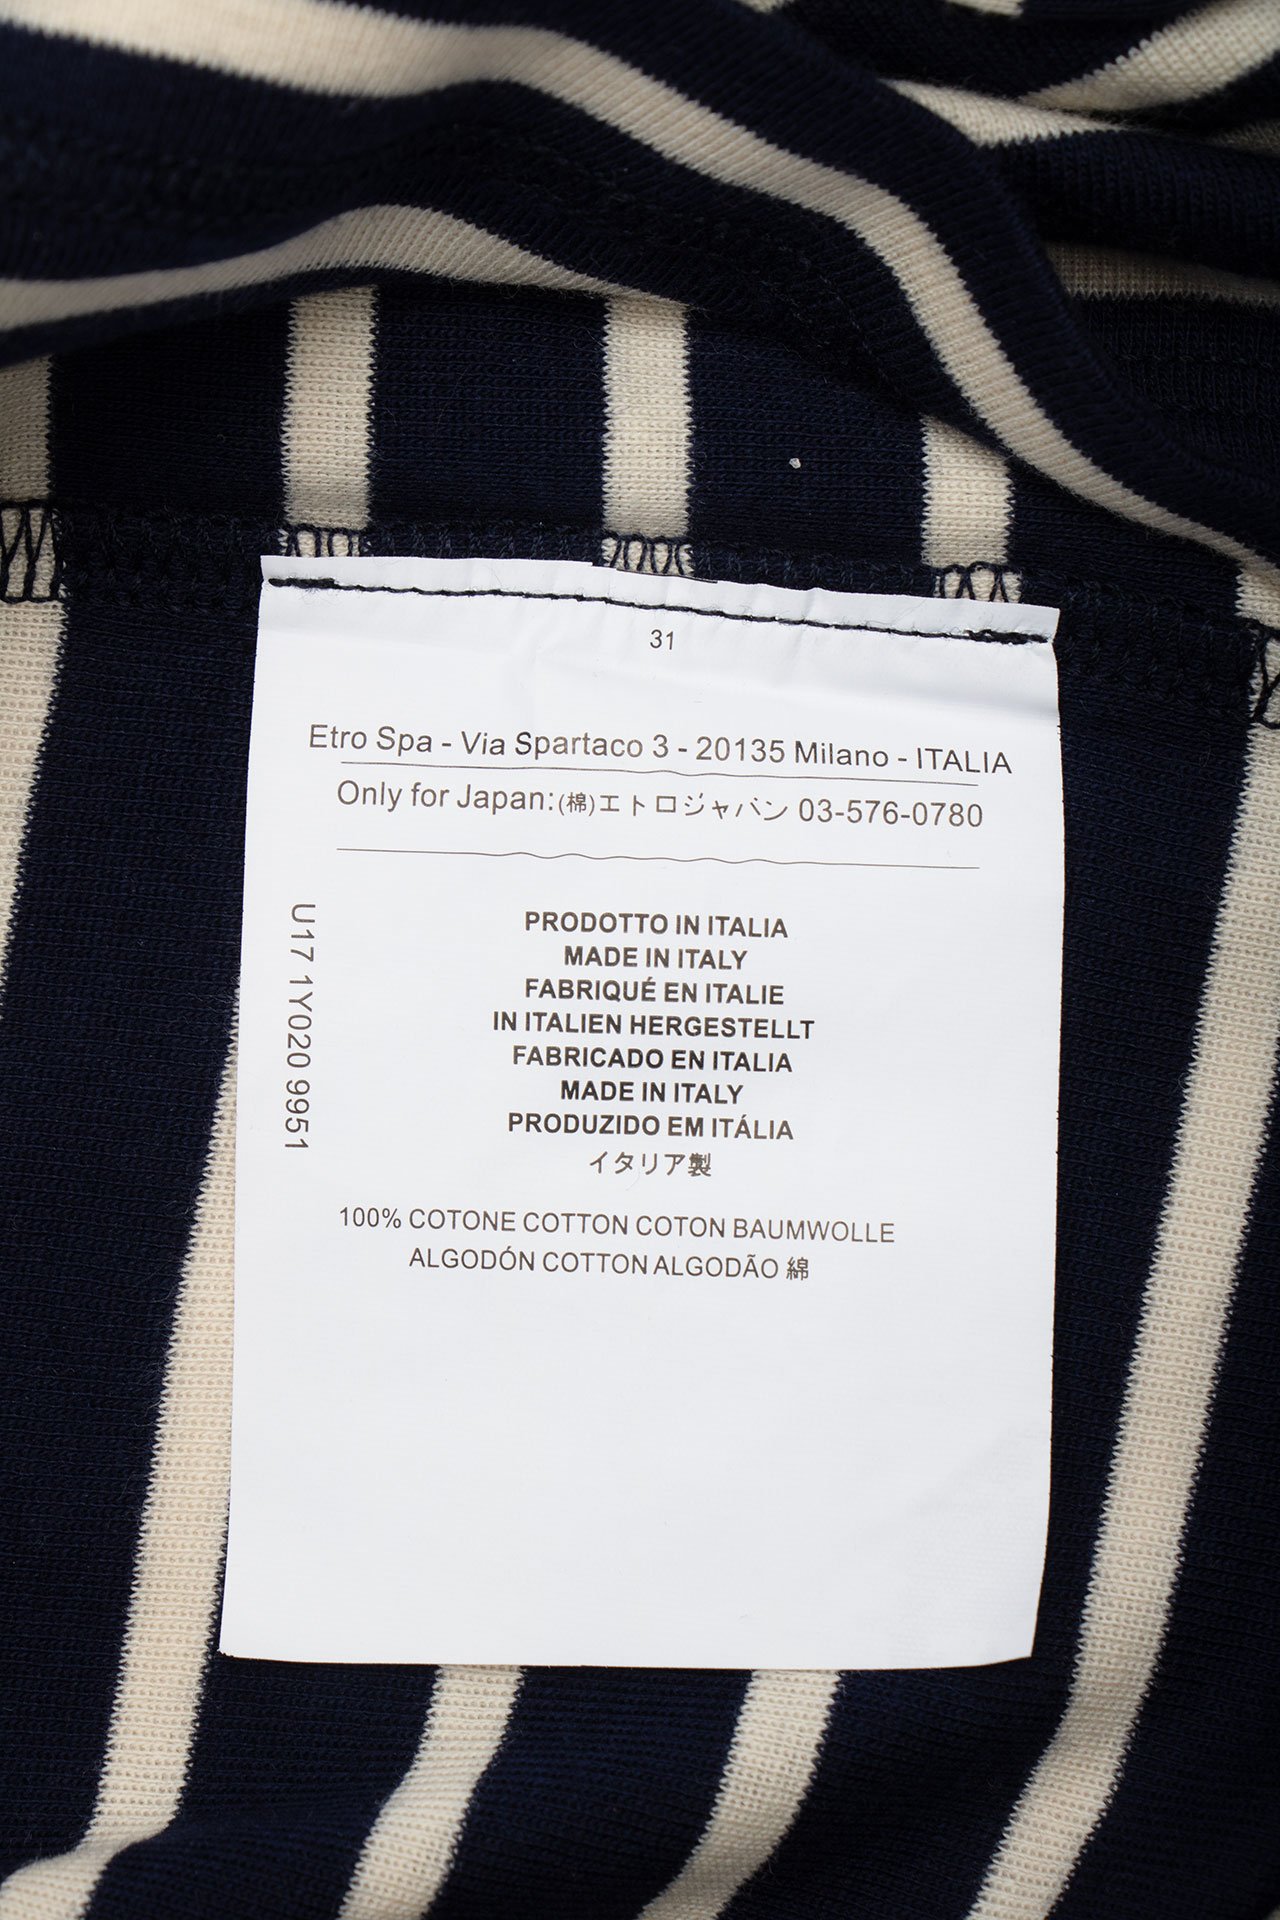 31
Etro Spa - Via Spartaco 3 - 20135 Milano - ITALIA
Only for Japan:(棉)エトロジャパン 03-576-0780
U17 1Y020 9951
PRODOTTO IN ITALIA
MADE IN ITALY
FABRIQUÉ EN ITALIE
IN ITALIEN HERGESTELLT
FABRICADO EN ITALIA
MADE IN ITALY
PRODUZIDO EM ITÁLIA
イタリア製
100% COTONE COTTON COTON BAUMWOLLE
ALGODÓN COTTON ALGODÃO 綿